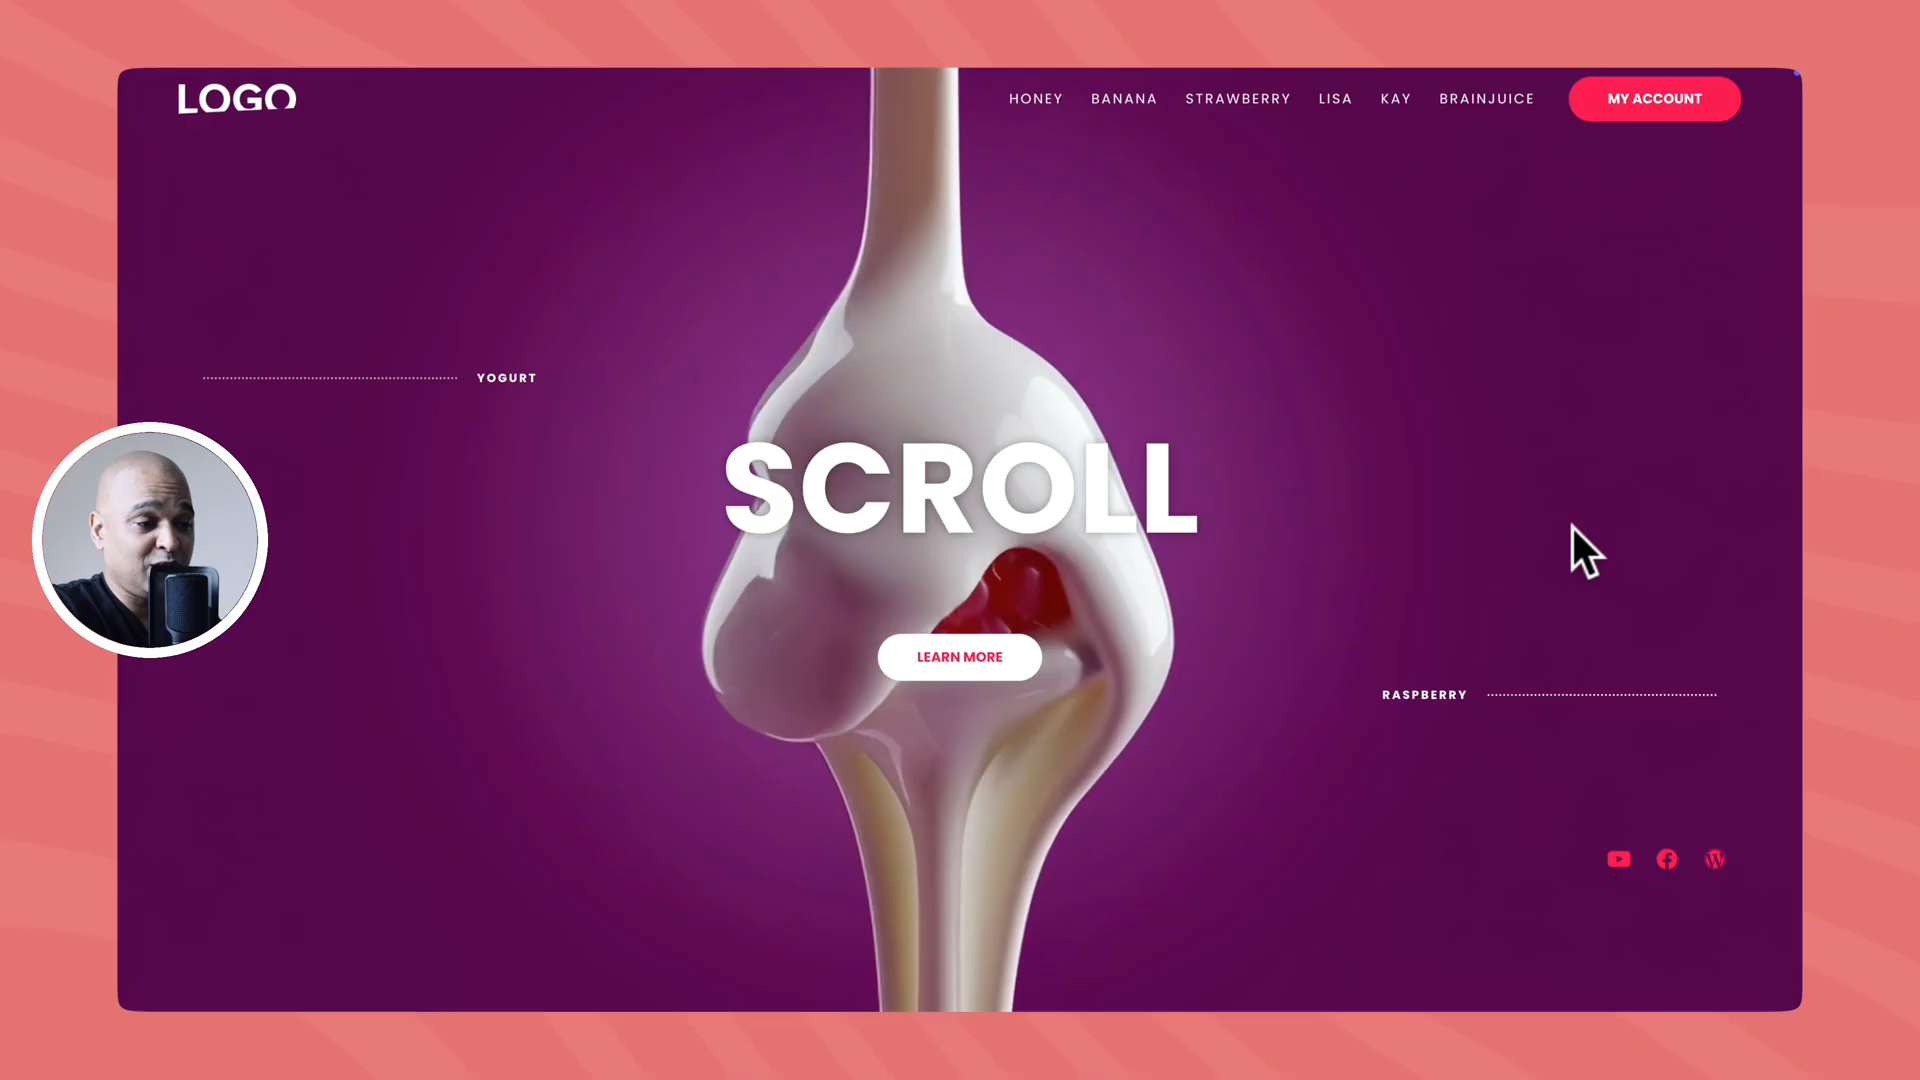 LOGO
HONEY BANANA STRAWBERRY LISA KAY BRAINJUICE MY ACCOUNT
YOGURT
SCROLL
LEARN MORE
RASPBERRY